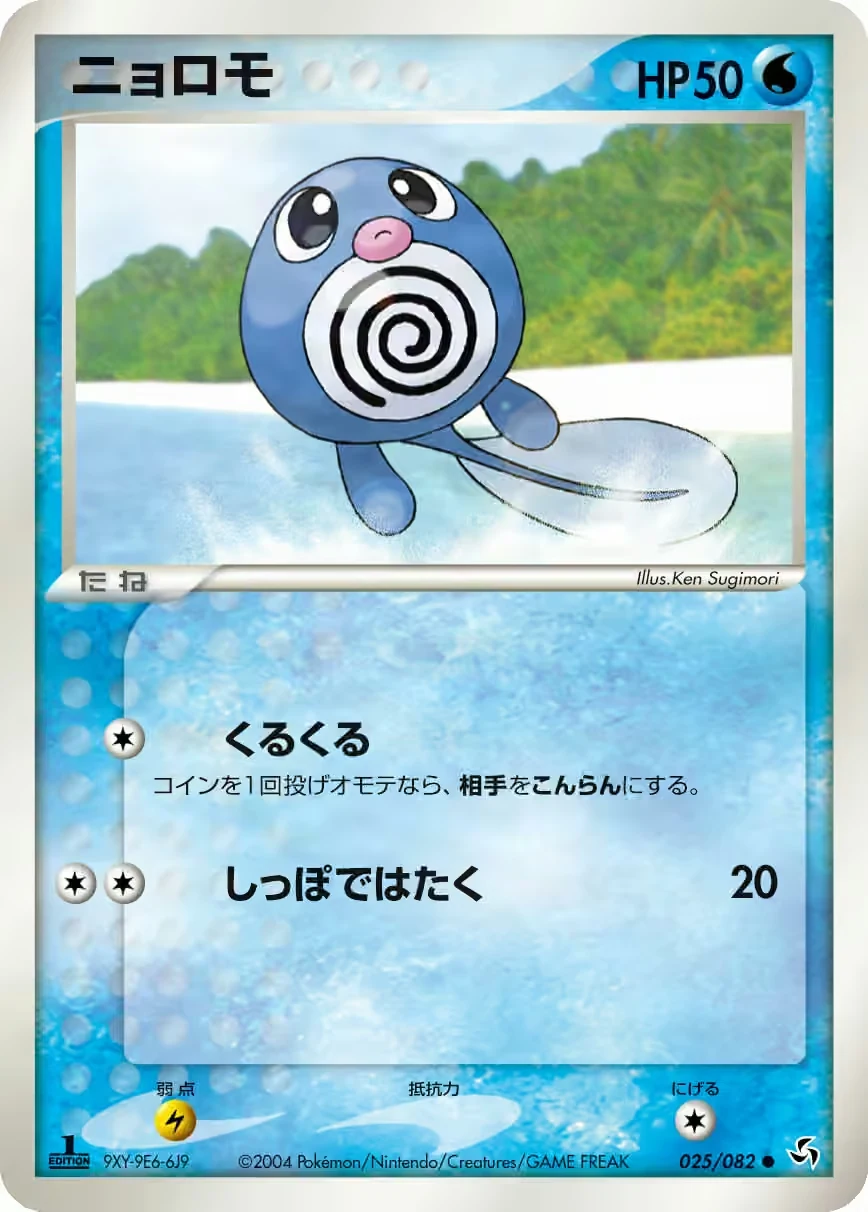 ニョロモ HP50
たね Illus.Ken Sugimori
くるくる
コインを1回投げオモテなら、相手をこんらんにする。
しっぽではたく 20
弱点 抵抗力 にげる
1 EDITION 9XY-9E6-6J9 ©2004 Pokémon/Nintendo/Creatures/GAME FREAK 025/082